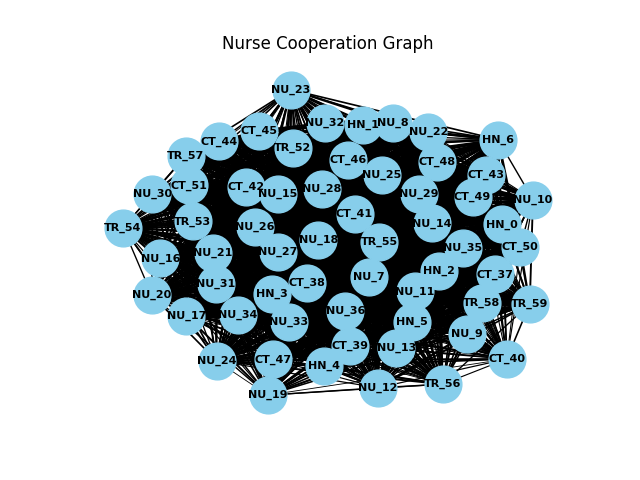 Nurse Cooperation Graph
NU_23
NU_32
HN_1
NU_8
NU_22
CT_45
CT_44
HN_6
TR_52
TR_57
CT_46
CT_48
NU_25
CT_43
CT_51
CT_42
NU_28
NU_30
NU_15
NU_29
CT_49
NU_10
CT_41
TR_53
NU_14
HN_0
TR_54
NU_26
NU_18
TR_55
NU_35
CT_50
NU_21
NU_27
NU_16
HN_2
CT_37
NU_7
NU_31
CT_38
NU_11
NU_20
HN_3
TR_58
TR_59
NU_36
NU_17
NU_34
NU_33
HN_5
NU_9
CT_39
NU_13
NU_24
CT_47
CT_40
HN_4
TR_56
NU_12
NU_19